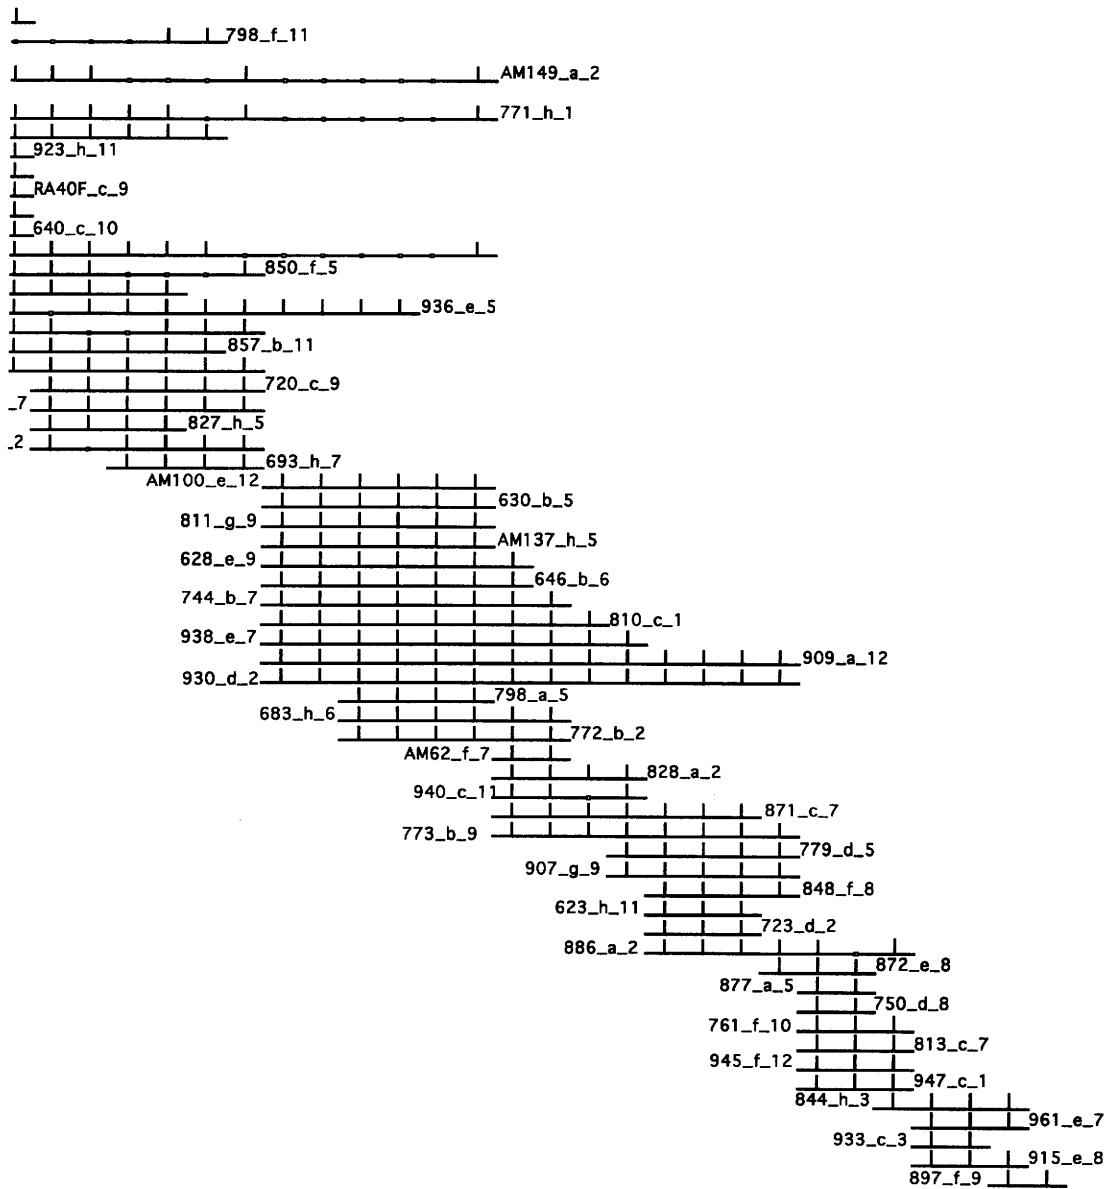 798_f_11
AM149_a_2
771_h_1
923_h_11
RA40F_c_9
640_c_10
850_f_5
936_e_5
857_b_11
720_c_9
_7
827_h_5
_2
693_h_7
AM100_e_12
630_b_5
811_g_9
AM137_h_5
628_e_9
646_b_6
744_b_7
810_c_1
938_e_7
909_a_12
930_d_2
798_a_5
683_h_6
772_b_2
AM62_f_7
828_a_2
940_c_11
871_c_7
773_b_9
779_d_5
907_g_9
848_f_8
623_h_11
723_d_2
886_a_2
872_e_8
877_a_5
750_d_8
761_f_10
813_c_7
945_f_12
947_c_1
844_h_3
961_e_7
933_c_3
915_e_8
897_f_9